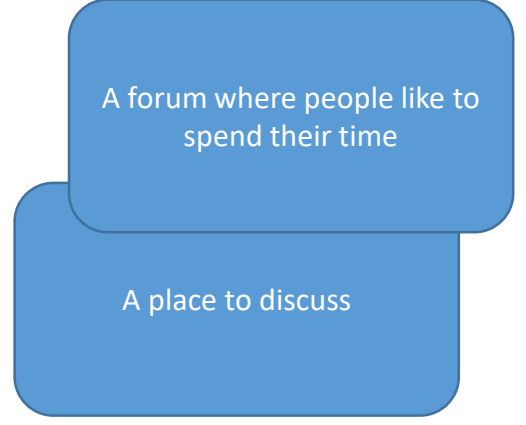 A forum where people like to
spend their time
A place to discuss